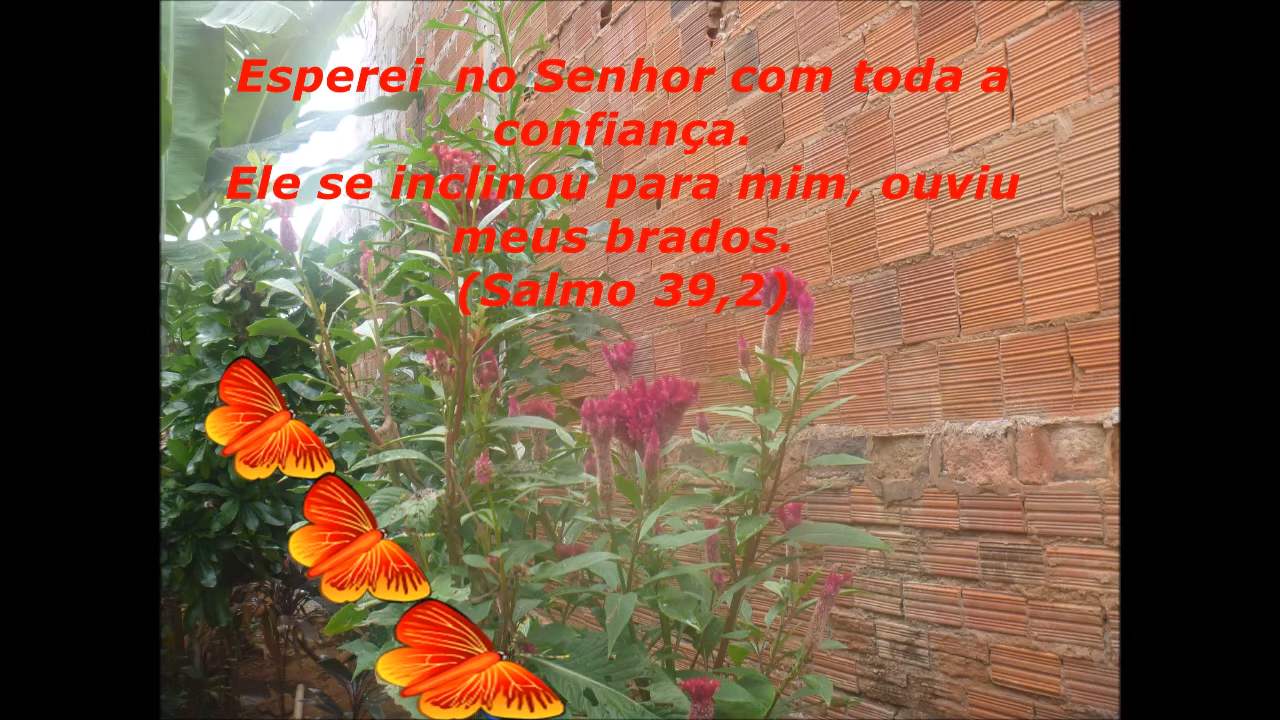 Esperei  no Senhor com toda a
confiança.
Ele se inclinou para mim, ouviu
meus brados.
(Salmo 39,2)